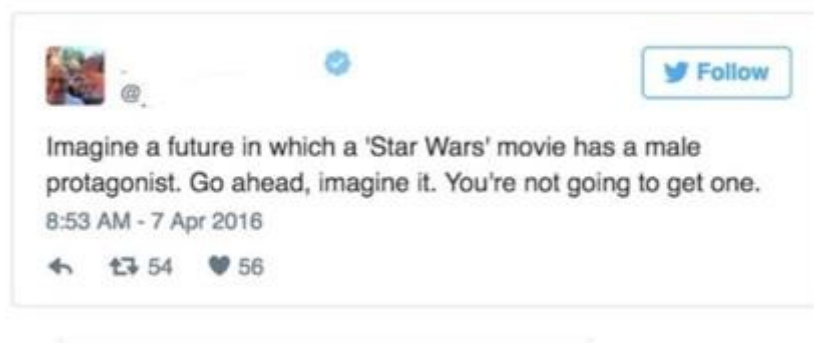 Follow
@
Imagine a future in which a 'Star Wars' movie has a male
protagonist. Go ahead, imagine it. You're not going to get one.
8:53 AM - 7 Apr 2016
54 56